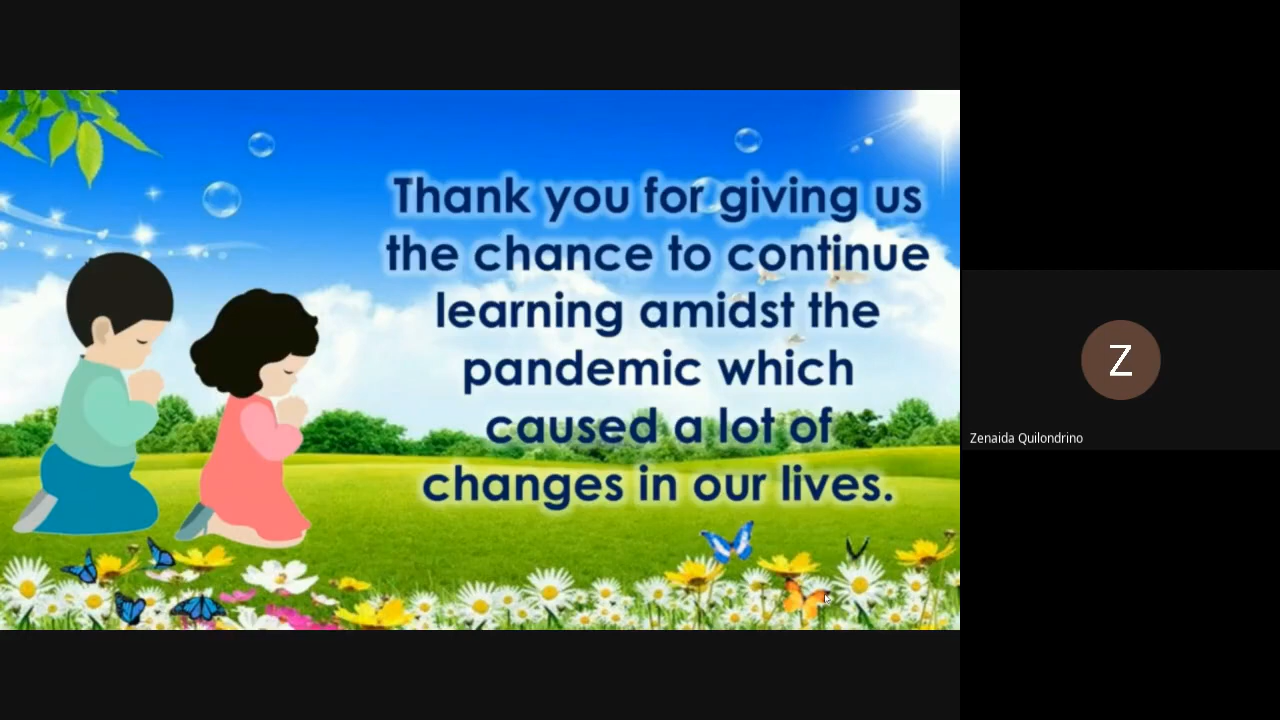 Thank you for giving us
the chance to continue
learning amidst the
pandemic which
caused a lot of
changes in our lives.
Z
Zenaida Quilondrino